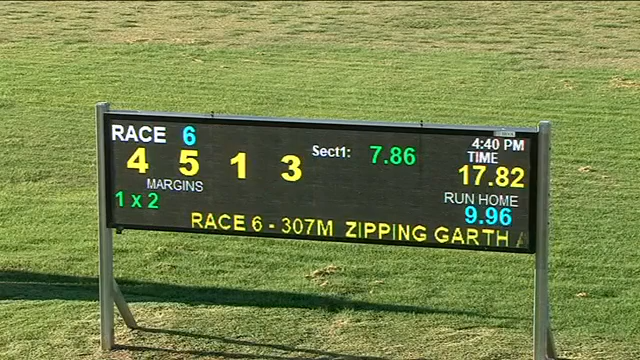 RACE 6 4:40 PM
4 5 1 3 Sect1: 7.86 TIME
17.82
MARGINS RUN HOME
1 x 2 9.96
RACE 6 - 307M ZIPPING GARTH A